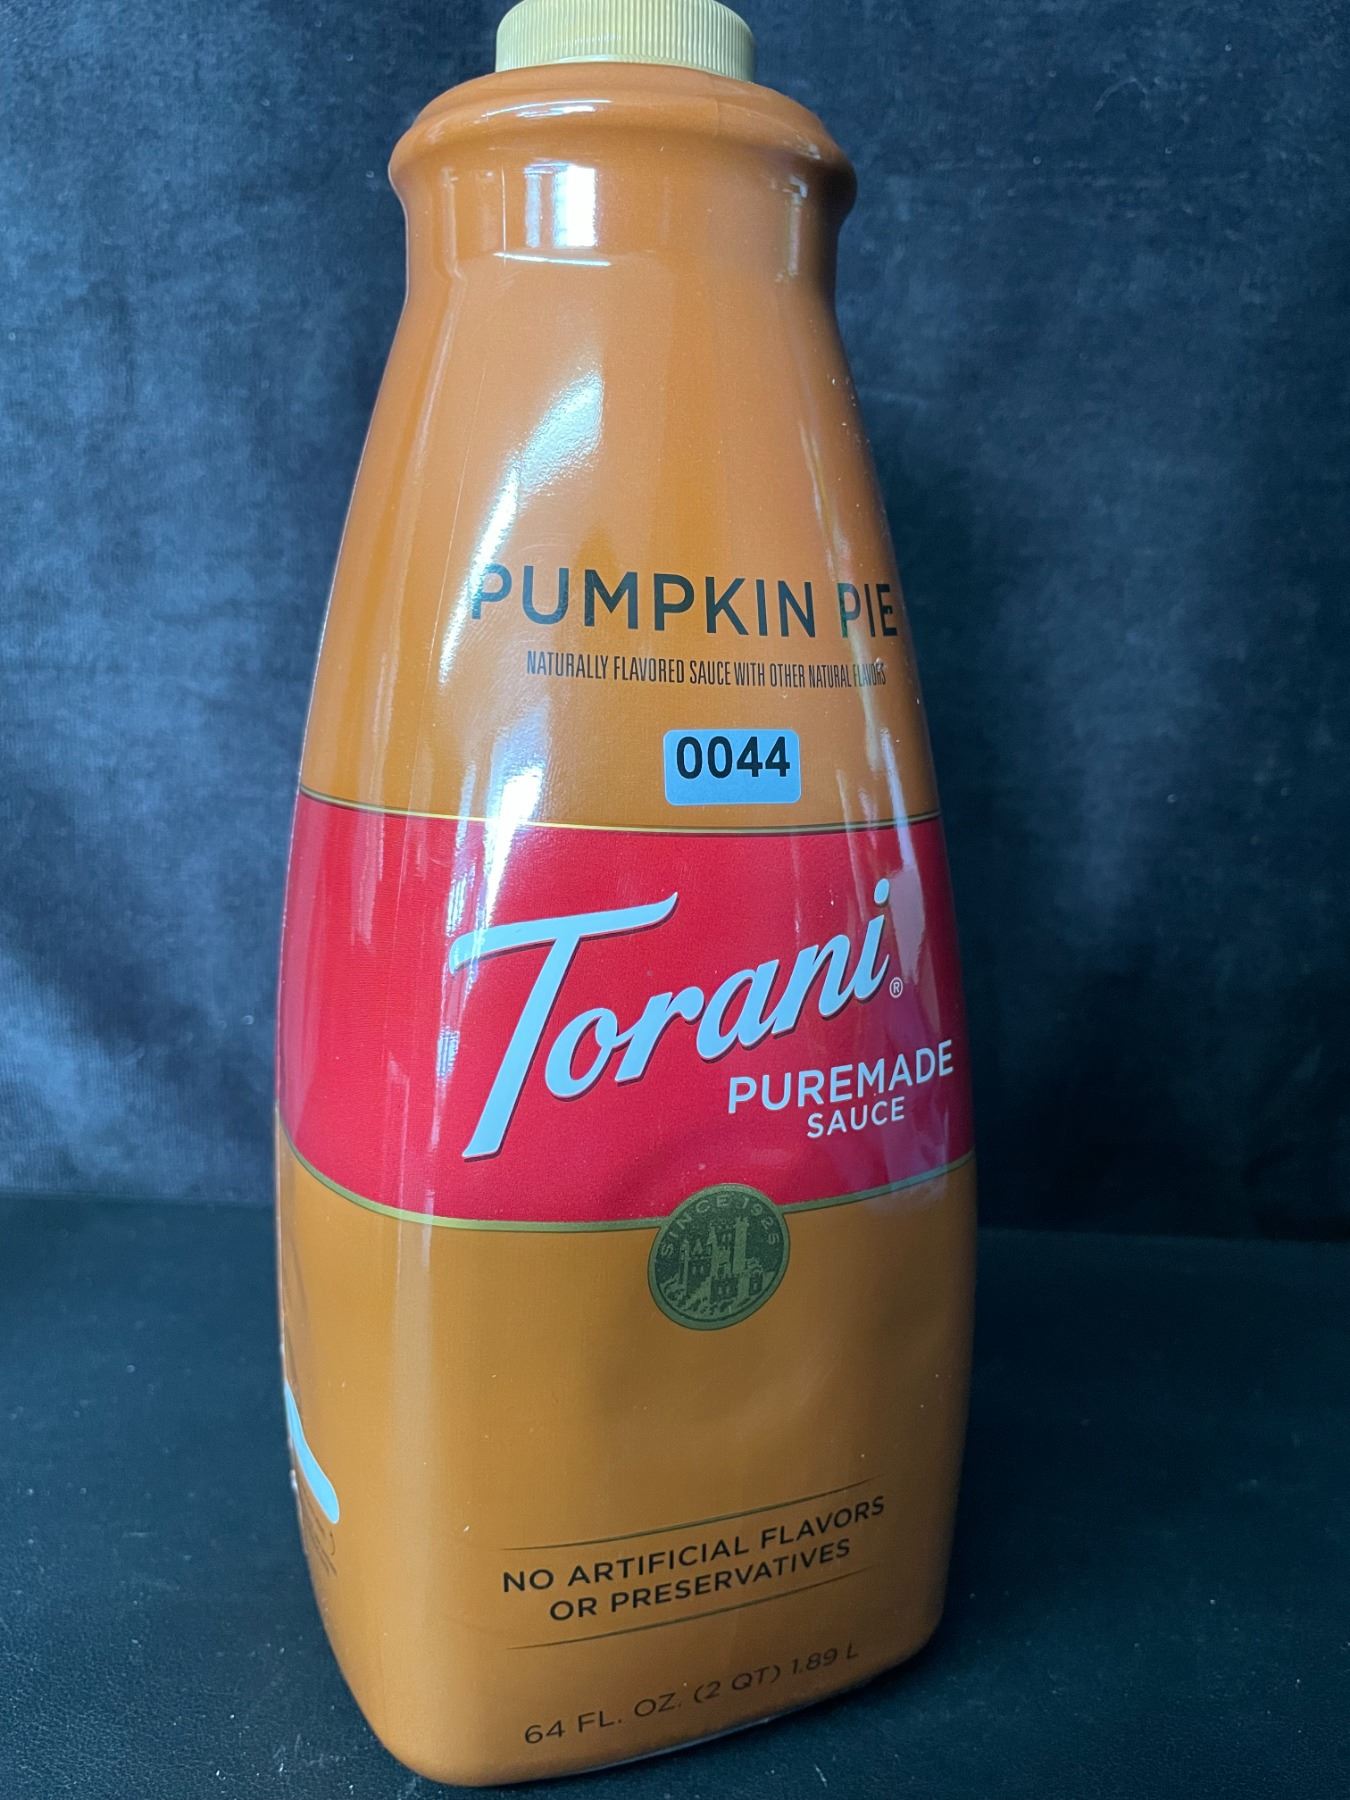 PUMPKIN PIE
NATURALLY FLAVORED SAUCE WITH OTHER NATURAL FLAVORS
0044
Torani®
PUREMADE
SAUCE
SINCE 1925
NO ARTIFICIAL FLAVORS
OR PRESERVATIVES
64 FL. OZ. (2 QT) 1.89 L